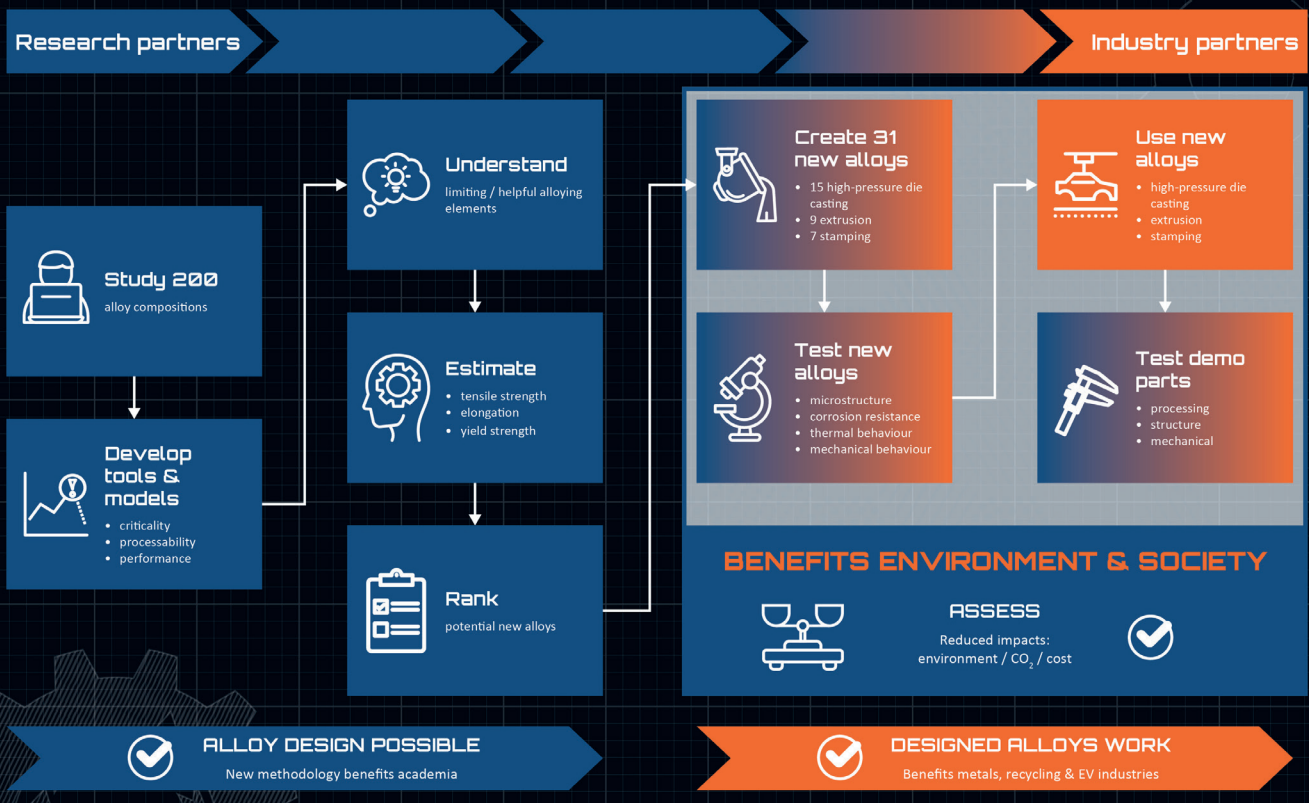 Research partners
Industry partners
Study 200
alloy compositions
Develop
tools &
models
• criticality
• processability
• performance
Understand
limiting / helpful alloying
elements
Estimate
• tensile strength
• elongation
• yield strength
Rank
potential new alloys
Create 31
new alloys
• 15 high-pressure die
casting
• 9 extrusion
• 7 stamping
Test new
alloys
• microstructure
• corrosion resistance
• thermal behaviour
• mechanical behaviour
Use new
alloys
• high-pressure die
casting
• extrusion
• stamping
Test demo
parts
• processing
• structure
• mechanical
BENEFITS ENVIRONMENT & SOCIETY
ASSESS
Reduced impacts:
environment / CO₂ / cost
ALLOY DESIGN POSSIBLE
New methodology benefits academia
DESIGNED ALLOYS WORK
Benefits metals, recycling & EV industries